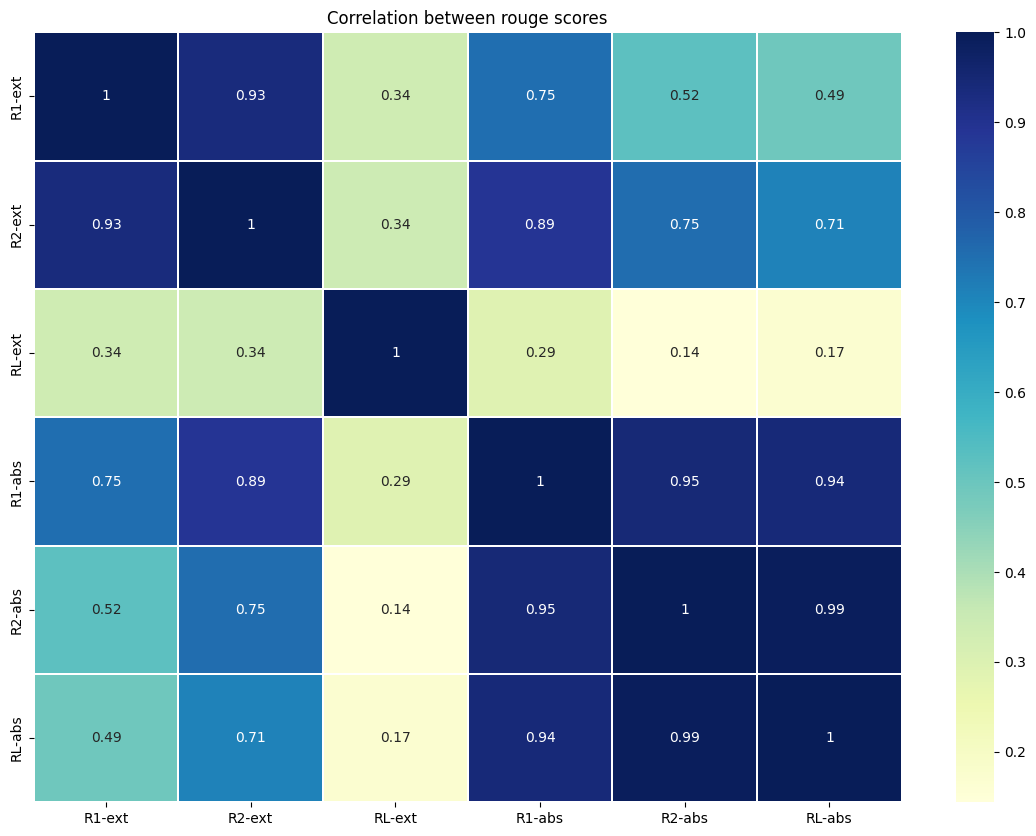 Correlation between rouge scores
R1-ext 1 0.93 0.34 0.75 0.52 0.49
R2-ext 0.93 1 0.34 0.89 0.75 0.71
RL-ext 0.34 0.34 1 0.29 0.14 0.17
R1-abs 0.75 0.89 0.29 1 0.95 0.94
R2-abs 0.52 0.75 0.14 0.95 1 0.99
RL-abs 0.49 0.71 0.17 0.94 0.99 1
R1-ext R2-ext RL-ext R1-abs R2-abs RL-abs
1.0
0.9
0.8
0.7
0.6
0.5
0.4
0.3
0.2